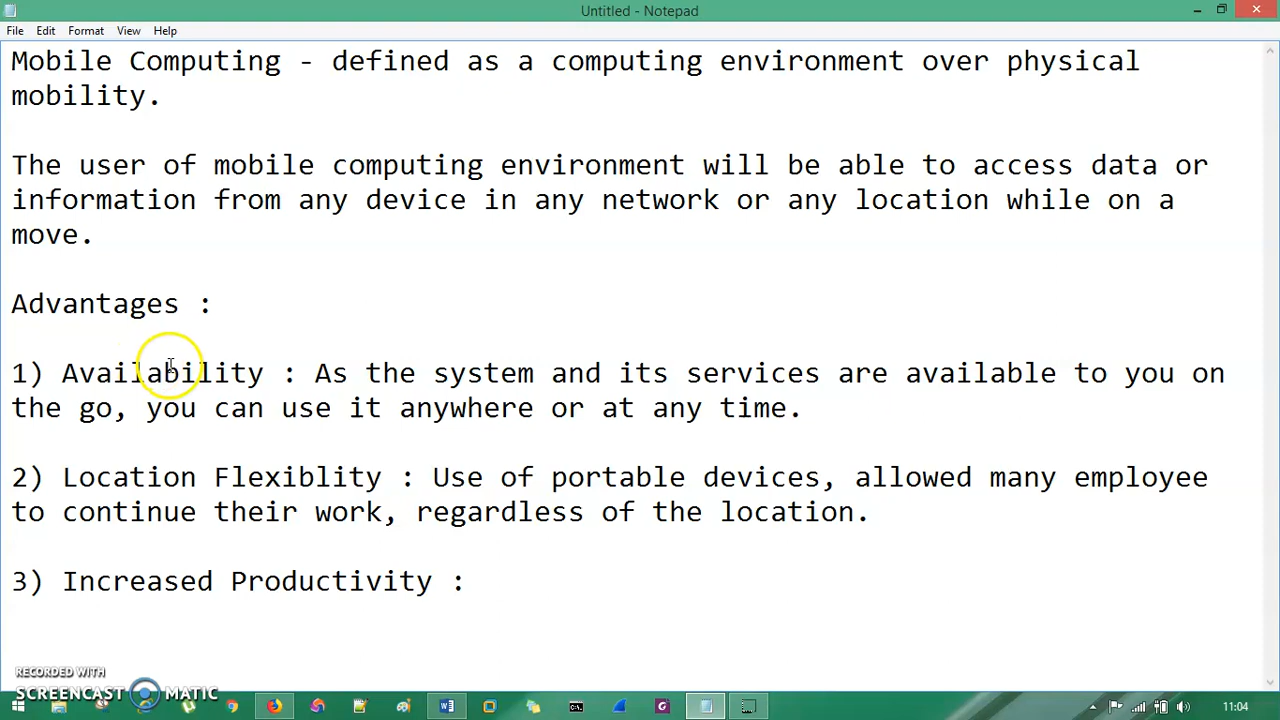 Untitled - Notepad
File Edit Format View Help
Mobile Computing - defined as a computing environment over physical
mobility.
The user of mobile computing environment will be able to access data or
information from any device in any network or any location while on a
move.
Advantages :
1) Availability : As the system and its services are available to you on
the go, you can use it anywhere or at any time.
2) Location Flexiblity : Use of portable devices, allowed many employee
to continue their work, regardless of the location.
3) Increased Productivity :
RECORDED WITH
SCREENCAST MATIC
11:04